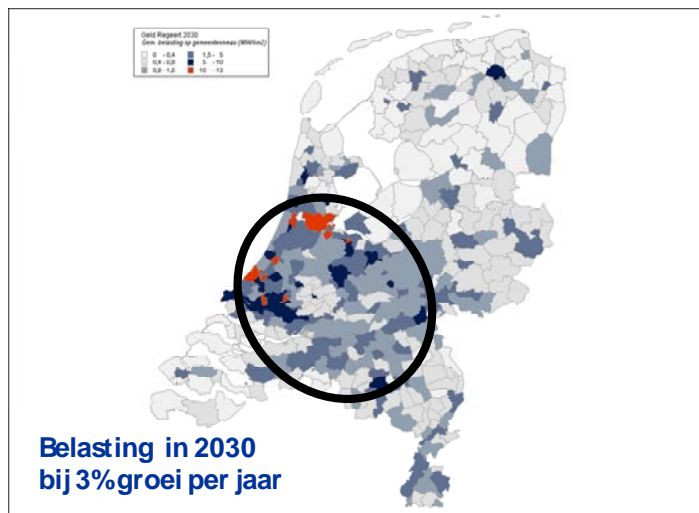 Geld Regeert 2030
Gem. belasting op gemeenteniveau (MW/km2)
0 - 0,4
0,4 - 0,8
0,8 - 1,5
1,5 - 5
5 - 10
10 - 13
Belasting in 2030
bij 3% groei per jaar